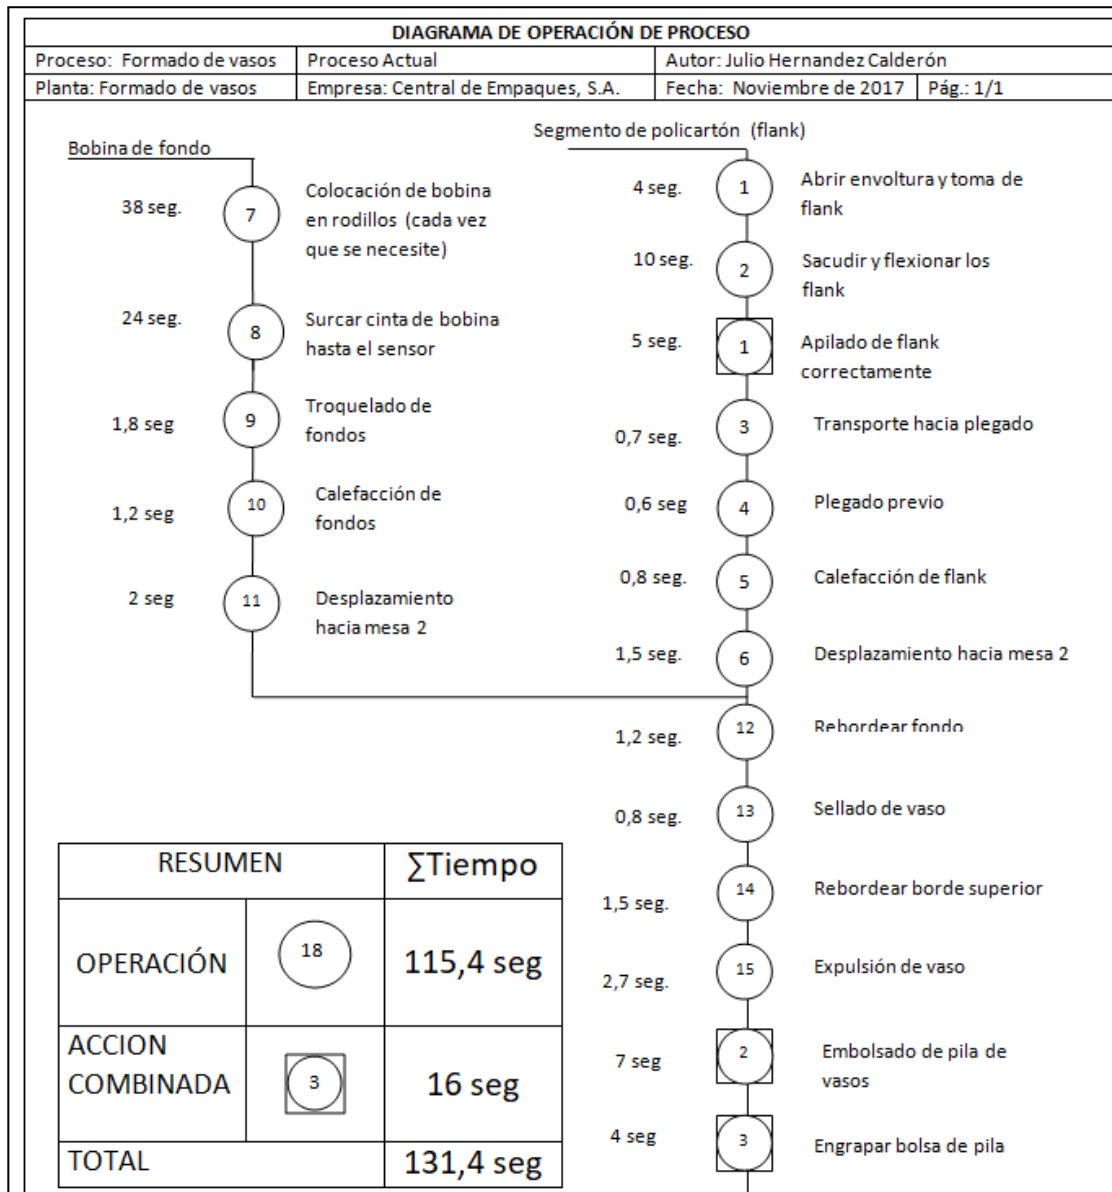 DIAGRAMA DE OPERACIÓN DE PROCESO
Proceso: Formado de vasos
Proceso Actual
Autor: Julio Hernandez Calderón
Planta: Formado de vasos
Empresa: Central de Empaques, S.A.
Fecha: Noviembre de 2017
Pág.: 1/1
Bobina de fondo
38 seg.
7
Colocación de bobina
en rodillos (cada vez
que se necesite)
24 seg.
8
Surcar cinta de bobina
hasta el sensor
1,8 seg
9
Troquelado de
fondos
1,2 seg
10
Calefacción de
fondos
2 seg
11
Desplazamiento
hacia mesa 2
Segmento de policartón (flank)
4 seg.
1
Abrir envoltura y toma de
flank
10 seg.
2
Sacudir y flexionar los
flank
5 seg.
1
Apilado de flank
correctamente
0,7 seg.
3
Transporte hacia plegado
0,6 seg
4
Plegado previo
0,8 seg.
5
Calefacción de flank
1,5 seg.
6
Desplazamiento hacia mesa 2
1,2 seg.
12
Rebordear fondo
0,8 seg.
13
Sellado de vaso
1,5 seg.
14
Rebordear borde superior
2,7 seg.
15
Expulsión de vaso
7 seg
2
Embolsado de pila de
vasos
4 seg
3
Engrapar bolsa de pila
RESUMEN
∑Tiempo
OPERACIÓN
18
115,4 seg
ACCION
COMBINADA
3
16 seg
TOTAL
131,4 seg